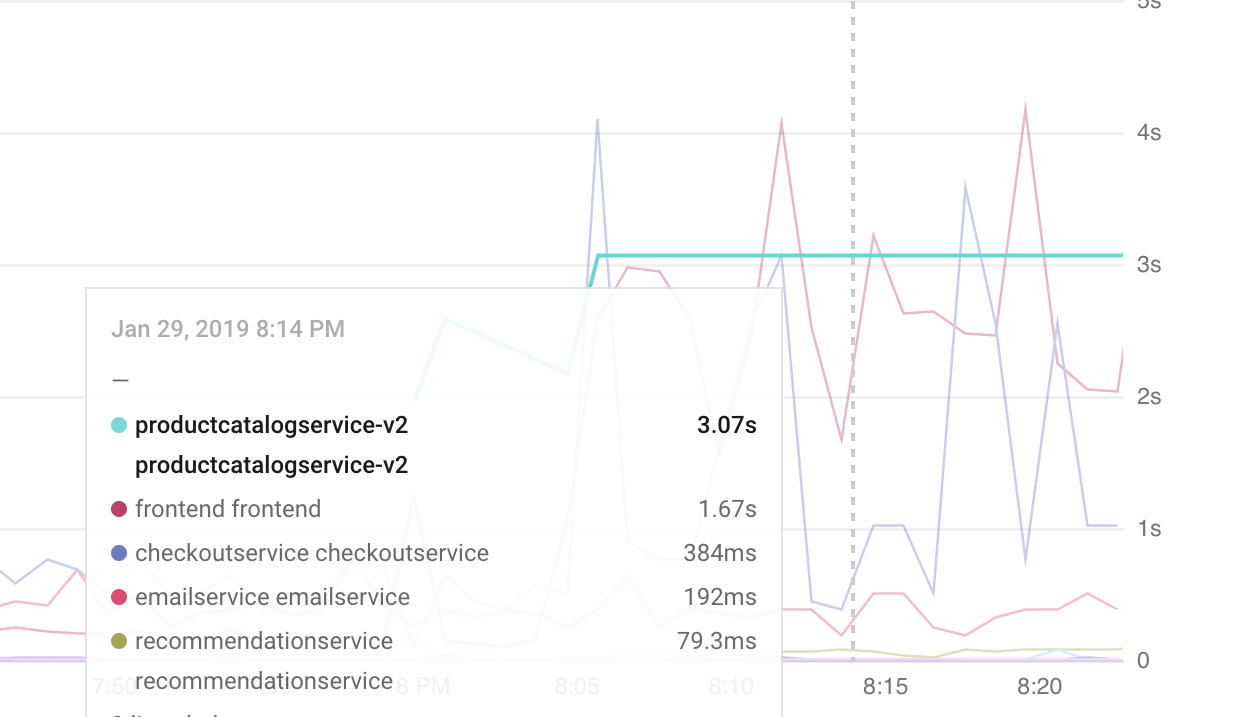 5s
4s
3s
2s
1s
0
Jan 29, 2019 8:14 PM
—
productcatalogservice-v2 3.07s
productcatalogservice-v2
frontend frontend 1.67s
checkoutservice checkoutservice 384ms
emailservice emailservice 192ms
recommendationservice 79.3ms
recommendationservice
7:50 8 PM 8:05 8:10 8:15 8:20